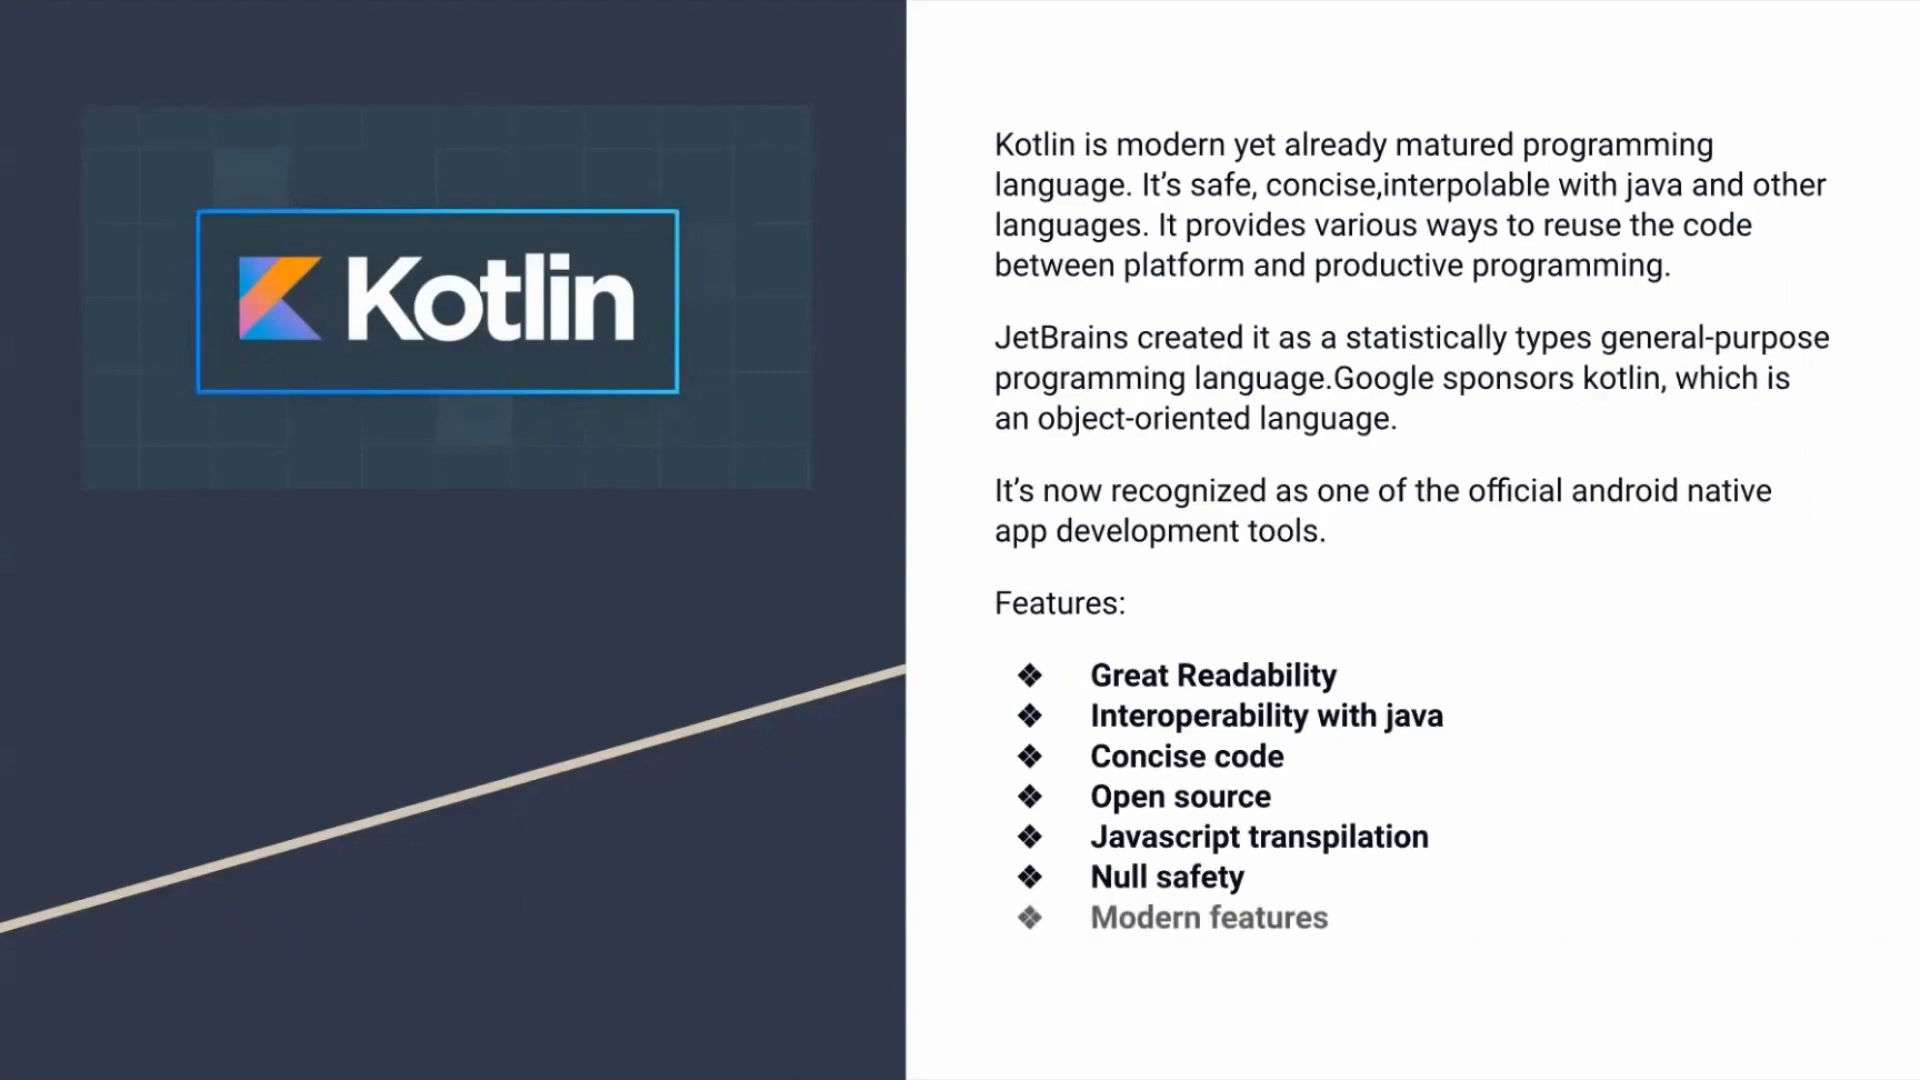 Kotlin
Kotlin is modern yet already matured programming
language. It’s safe, concise,interpolable with java and other
languages. It provides various ways to reuse the code
between platform and productive programming.
JetBrains created it as a statistically types general-purpose
programming language.Google sponsors kotlin, which is
an object-oriented language.
It’s now recognized as one of the official android native
app development tools.
Features:
❖ Great Readability
❖ Interoperability with java
❖ Concise code
❖ Open source
❖ Javascript transpilation
❖ Null safety
❖ Modern features